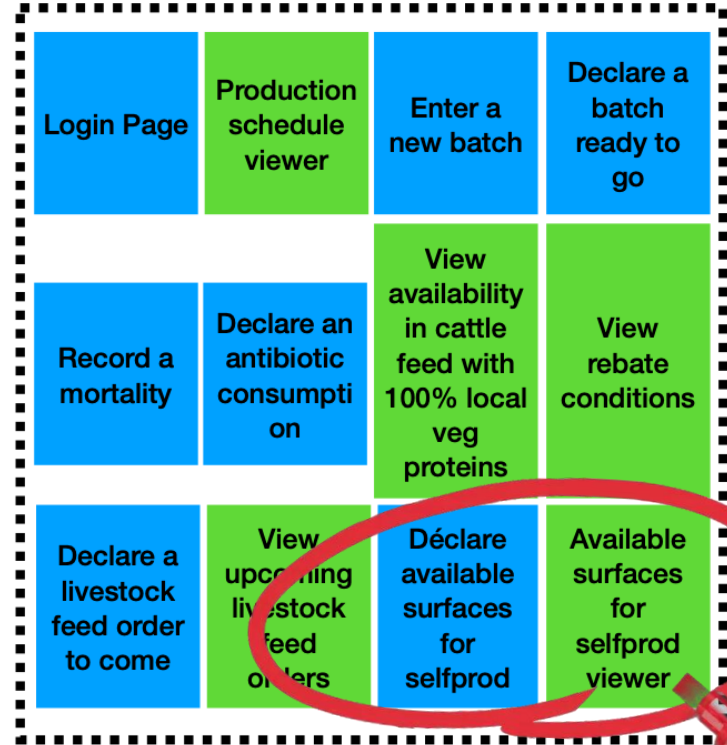 Login Page
Production
schedule
viewer
Enter a
new batch
Declare a
batch
ready to
go
Record a
mortality
Declare an
antibiotic
consumpti
on
View
availability
in cattle
feed with
100% local
veg
proteins
View
rebate
conditions
Declare a
livestock
feed order
to come
View
upcoming
livestock
feed
orders
Déclare
available
surfaces
for
selfprod
Available
surfaces
for
selfprod
viewer